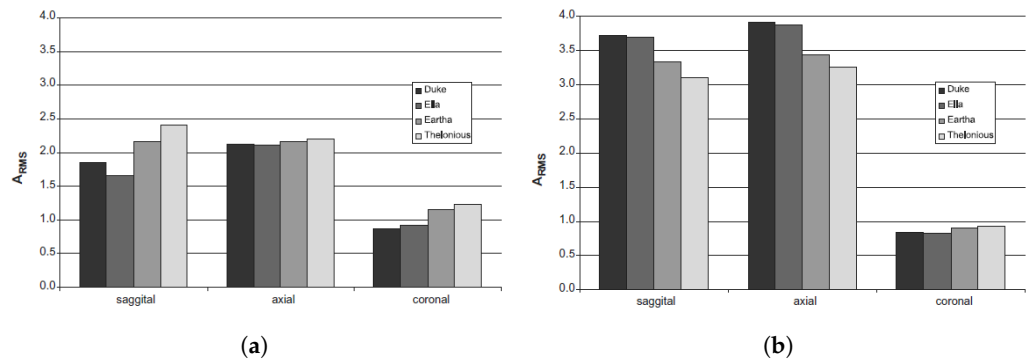 4.0
3.5
3.0
2.5
2.0
1.5
1.0
0.5
0.0
A_RMS
Duke
Ella
Eartha
Thelonious
saggital axial coronal
(a)
4.0
3.5
3.0
2.5
2.0
1.5
1.0
0.5
0.0
A_RMS
Duke
Ella
Eartha
Thelonious
saggital axial coronal
(b)